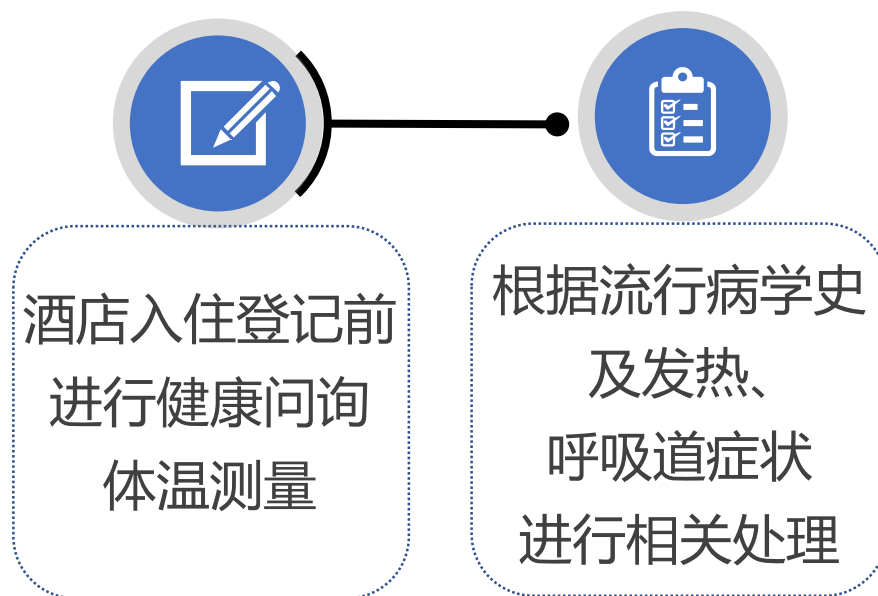 酒店入住登记前
进行健康问询
体温测量
根据流行病学史
及发热、
呼吸道症状
进行相关处理